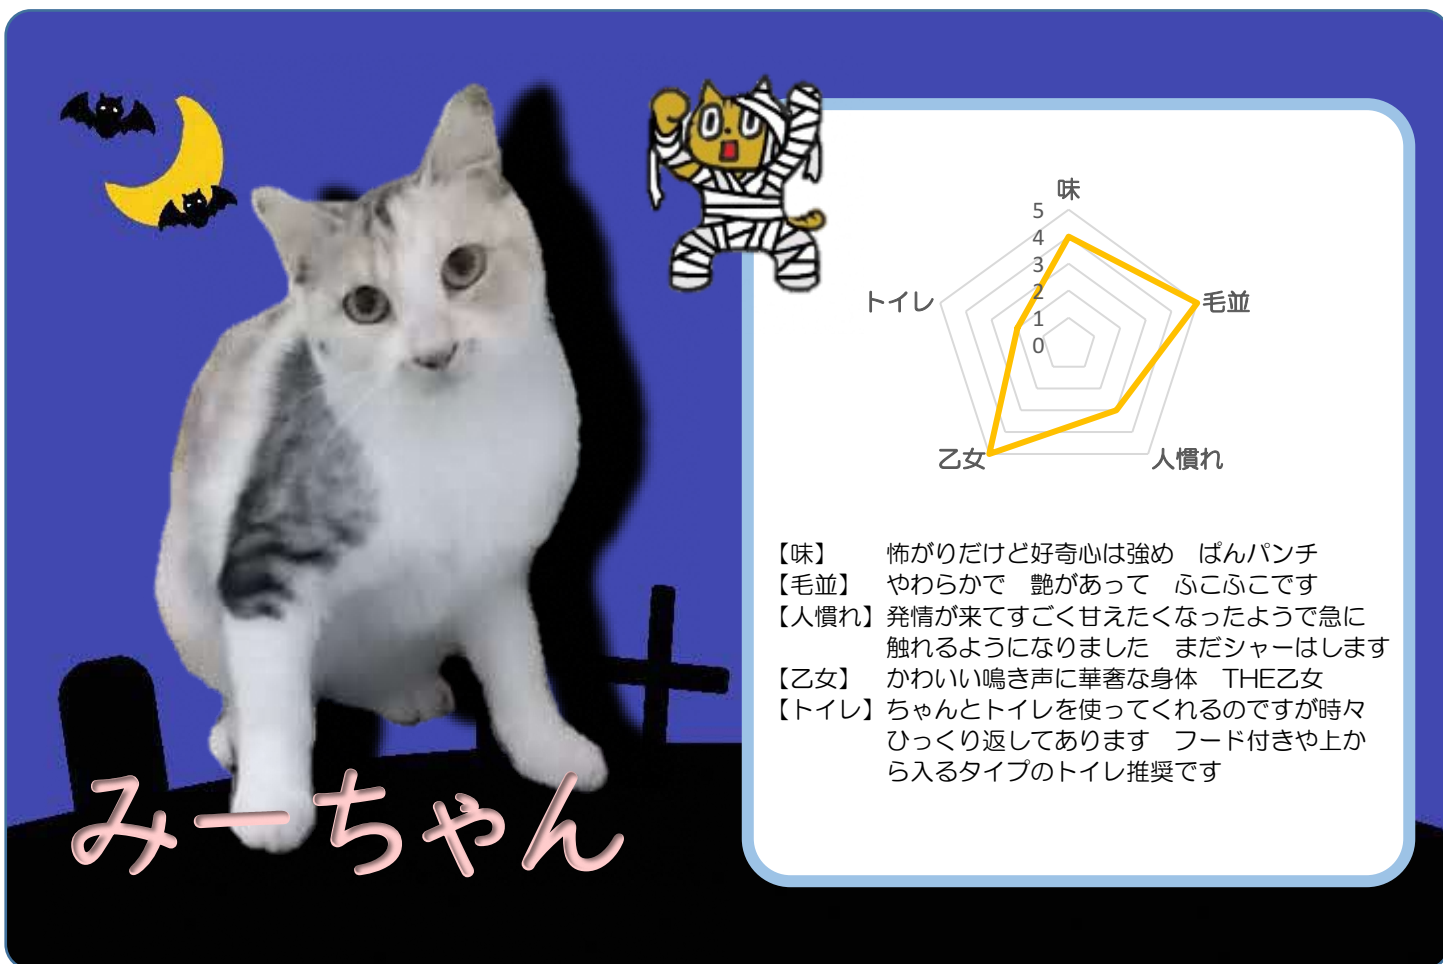 味
5
4
3
2
1
0
トイレ
毛並
乙女
人慣れ
【味】　　怖がりだけど好奇心は強め　ぱんパンチ
【毛並】　やわらかで　艶があって　ふこふこです
【人慣れ】発情が来てすごく甘えたくなったようで急に
触れるようになりました　まだシャーはします
【乙女】　かわいい鳴き声に華奢な身体　THE乙女
【トイレ】ちゃんとトイレを使ってくれるのですが時々
ひっくり返してあります　フード付きや上か
ら入るタイプのトイレ推奨です
みーちゃん